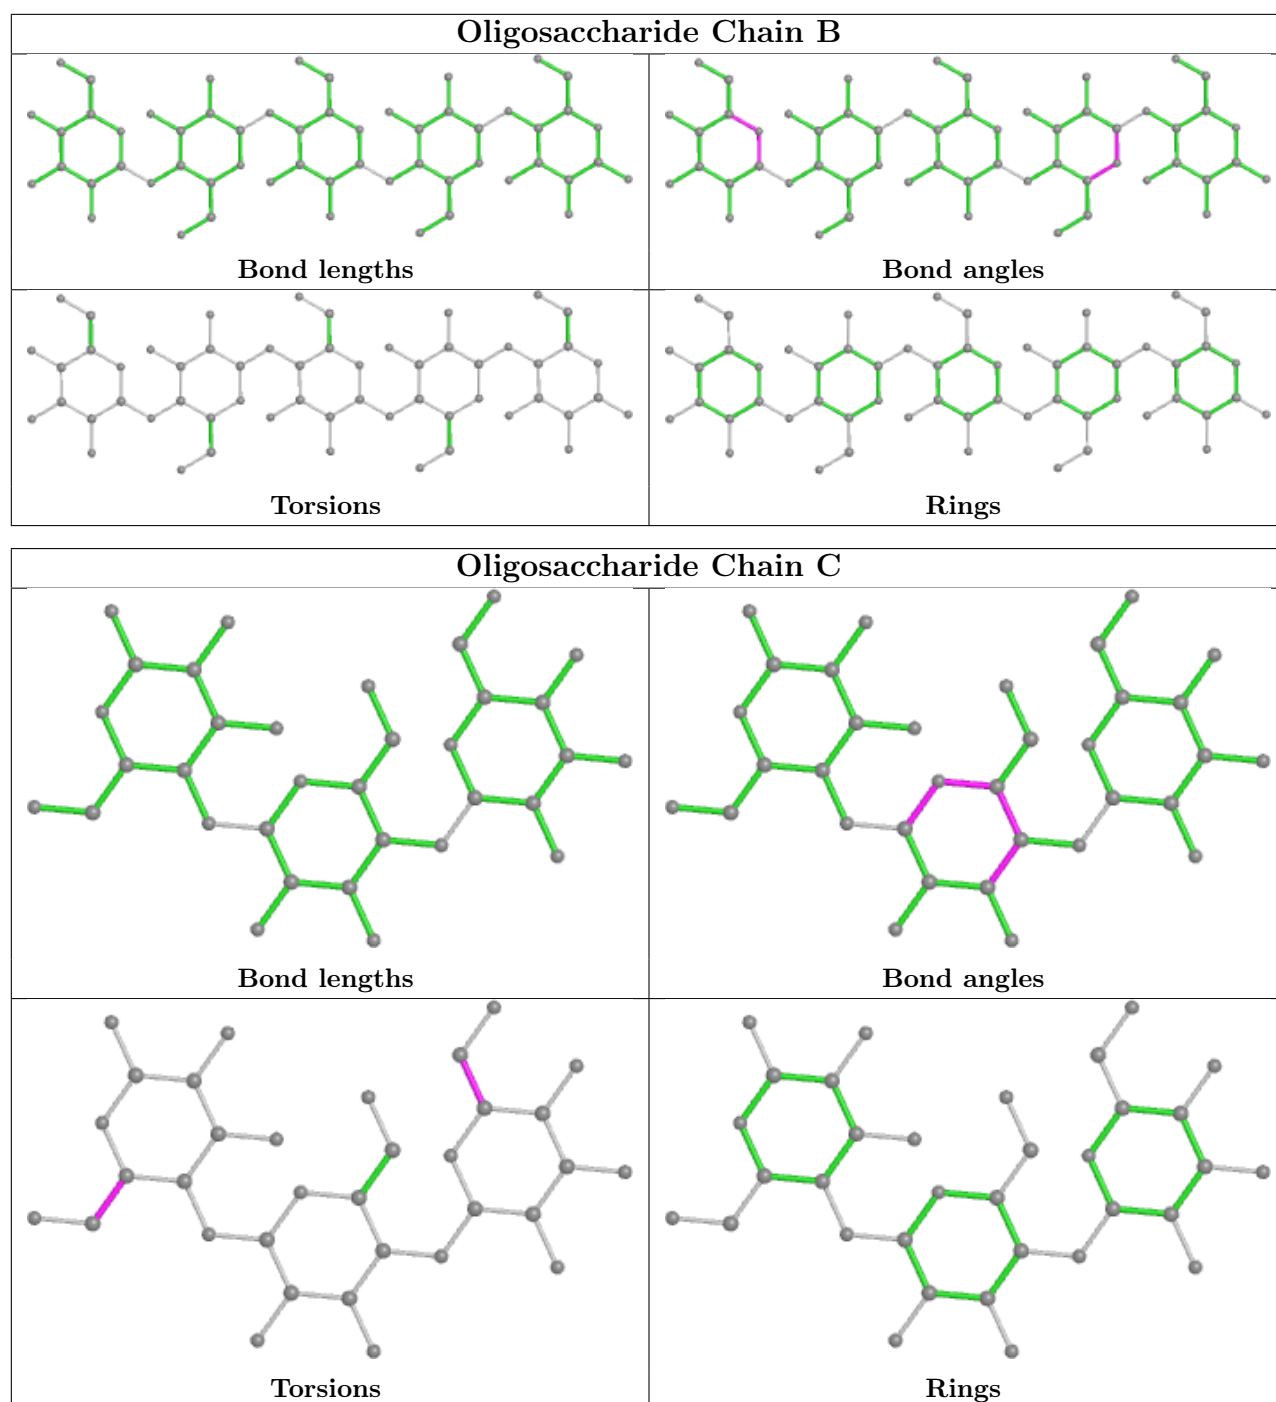 Oligosaccharide Chain B
Bond lengths
Bond angles
Torsions
Rings
Oligosaccharide Chain C
Bond lengths
Bond angles
Torsions
Rings